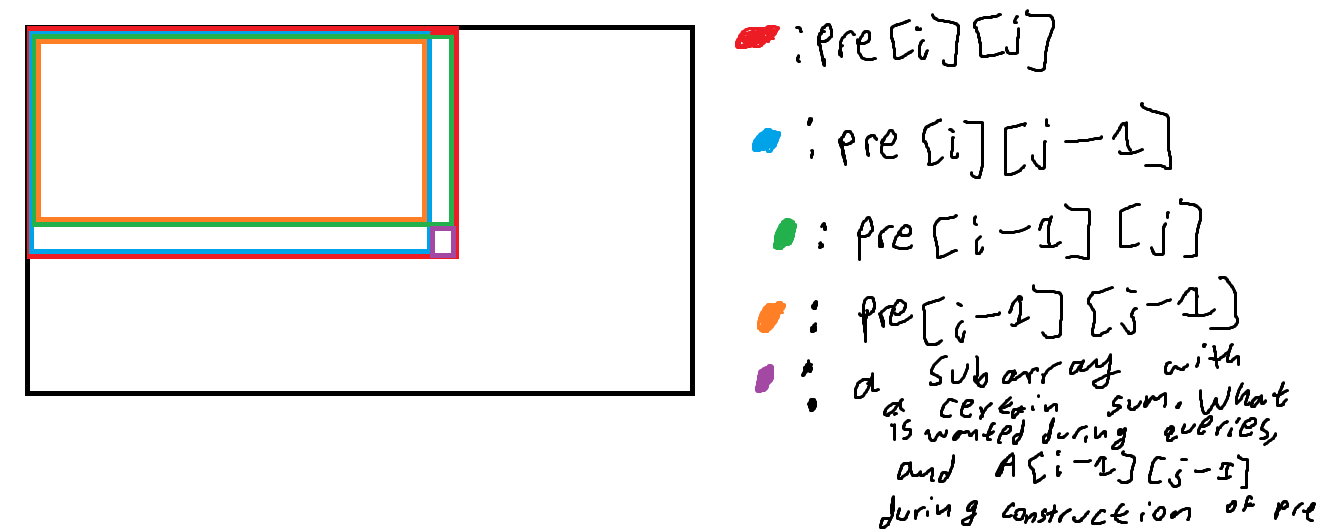 : pre [i] [j]
: pre [i] [j-1]
: pre [i-1] [j]
: pre [i-1] [j-1]
: a subarray with
a certain sum. What
is wanted during queries,
and A[i-1] [j-1]
during construction of pre